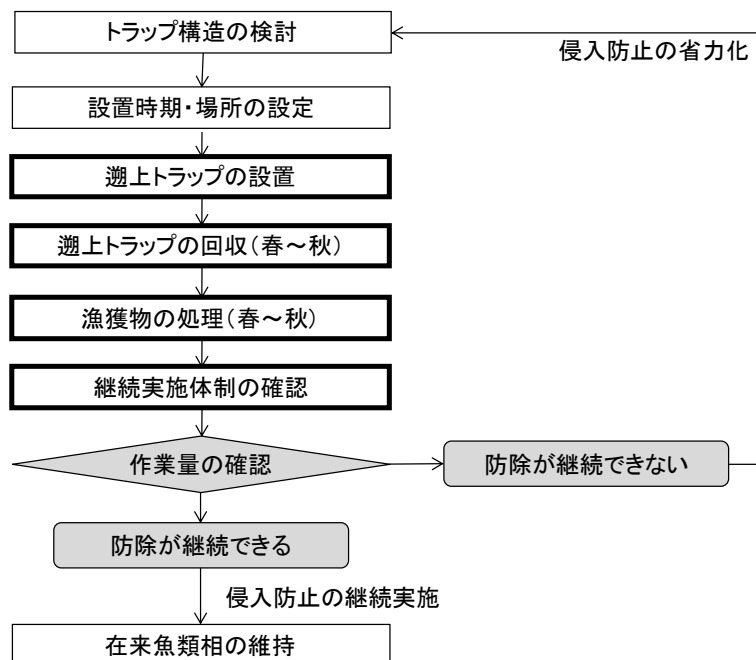 トラップ構造の検討
侵入防止の省力化
設置時期・場所の設定
遡上トラップの設置
遡上トラップの回収(春～秋)
漁獲物の処理(春～秋)
継続実施体制の確認
作業量の確認
防除が継続できない
防除が継続できる
侵入防止の継続実施
在来魚類相の維持